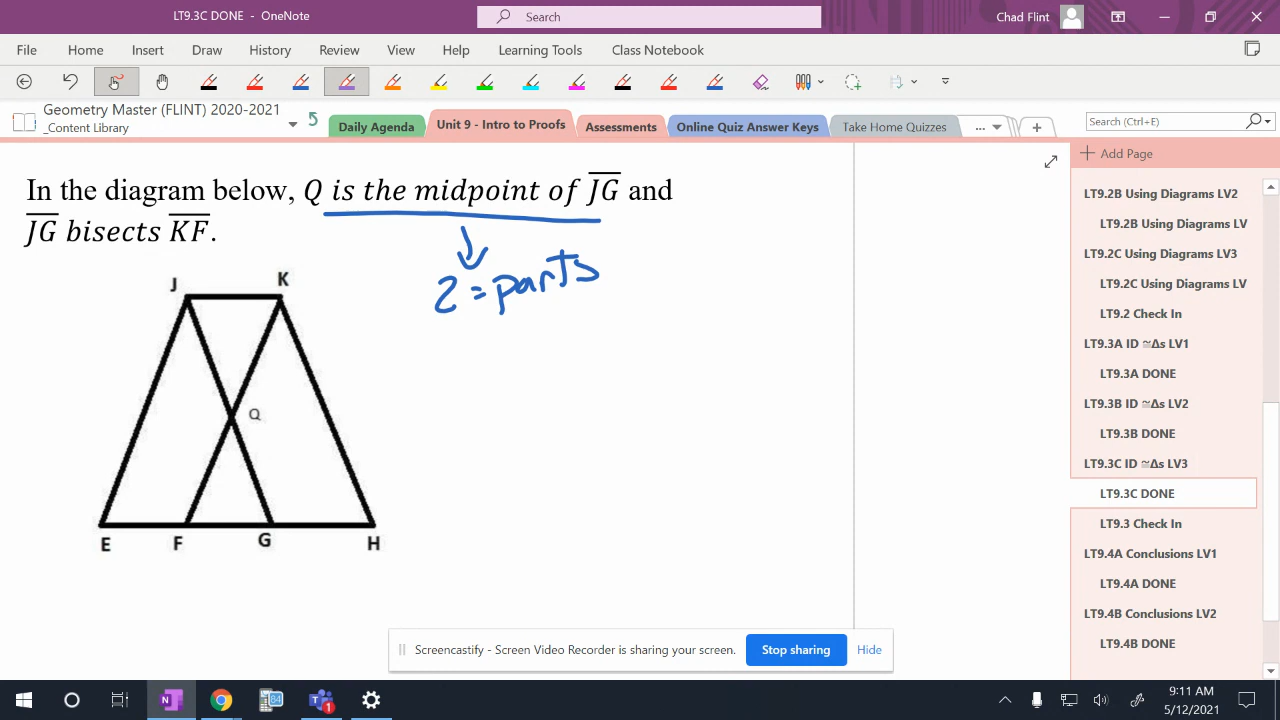 LT9.3C DONE - OneNote
Search
Chad Flint
File Home Insert Draw History Review View Help Learning Tools Class Notebook
Geometry Master (FLINT) 2020-2021
_Content Library
Daily Agenda
Unit 9 - Intro to Proofs
Assessments
Online Quiz Answer Keys
Take Home Quizzes
...
Search (Ctrl+E)
Add Page
In the diagram below, Q is the midpoint of JG and
JG bisects KF.
2 = parts
J K
Q
E F G H
LT9.2B Using Diagrams LV2
LT9.2B Using Diagrams LV
LT9.2C Using Diagrams LV3
LT9.2C Using Diagrams LV
LT9.2 Check In
LT9.3A ID ≅Δs LV1
LT9.3A DONE
LT9.3B ID ≅Δs LV2
LT9.3B DONE
LT9.3C ID ≅Δs LV3
LT9.3C DONE
LT9.3 Check In
LT9.4A Conclusions LV1
LT9.4A DONE
LT9.4B Conclusions LV2
LT9.4B DONE
Screencastify - Screen Video Recorder is sharing your screen.
Stop sharing
Hide
84
1
9:11 AM
5/12/2021